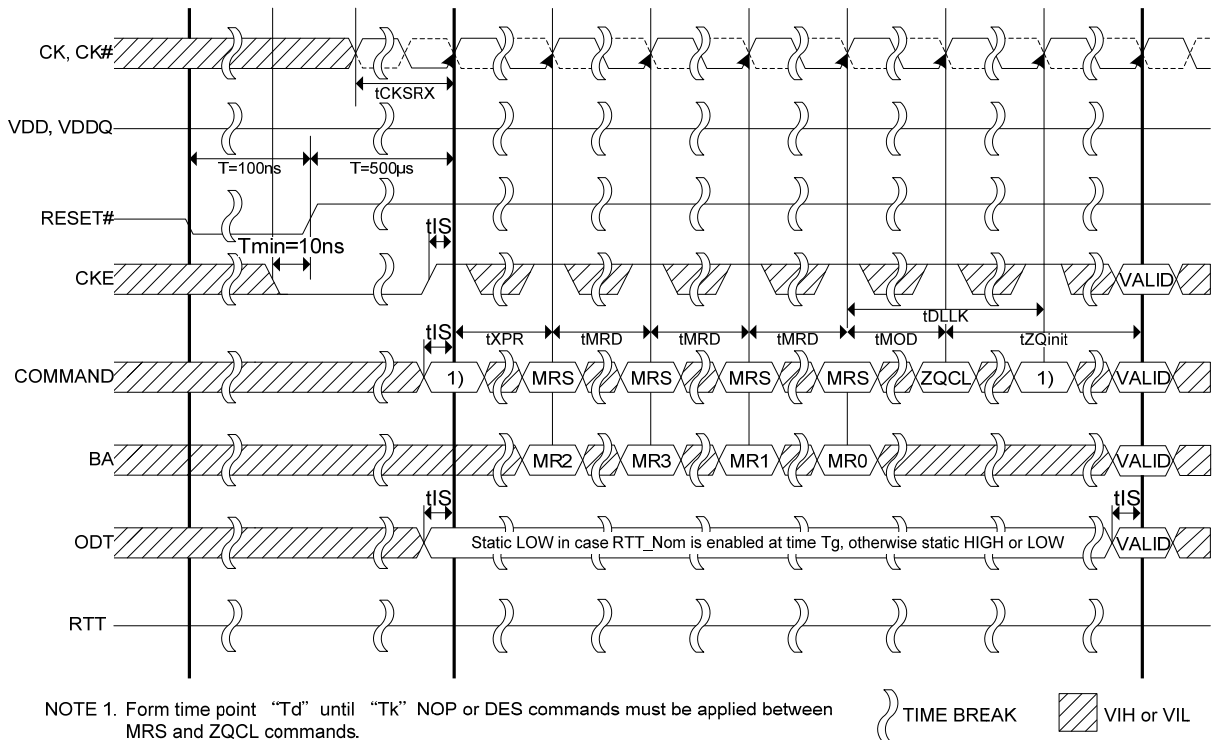 CK, CK#
tCKSRX
VDD, VDDQ
T=100ns
T=500µs
RESET#
Tmin=10ns
tIS
CKE
VALID
tDLLK
tIS
tXPR
tMRD
tMRD
tMRD
tMOD
tZQinit
COMMAND
1)
MRS
MRS
MRS
MRS
ZQCL
1)
VALID
BA
MR2
MR3
MR1
MR0
VALID
tIS
tIS
ODT
Static LOW in case RTT_Nom is enabled at time Tg, otherwise static HIGH or LOW
VALID
RTT
NOTE 1. Form time point “Td” until “Tk” NOP or DES commands must be applied between
MRS and ZQCL commands.
TIME BREAK
VIH or VIL